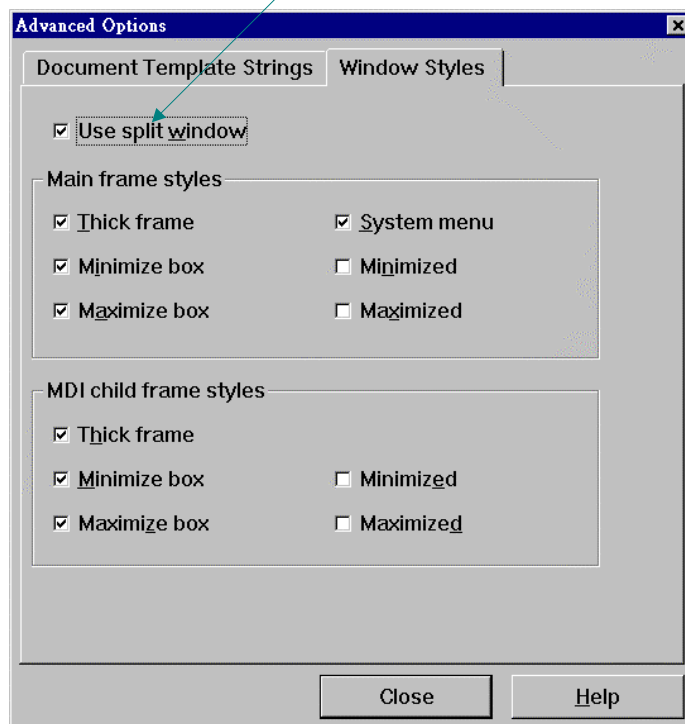 Advanced Options
Document Template Strings
Window Styles
Use split window
Main frame styles
Thick frame
System menu
Minimize box
Minimized
Maximize box
Maximized
MDI child frame styles
Thick frame
Minimize box
Minimized
Maximize box
Maximized
Close
Help